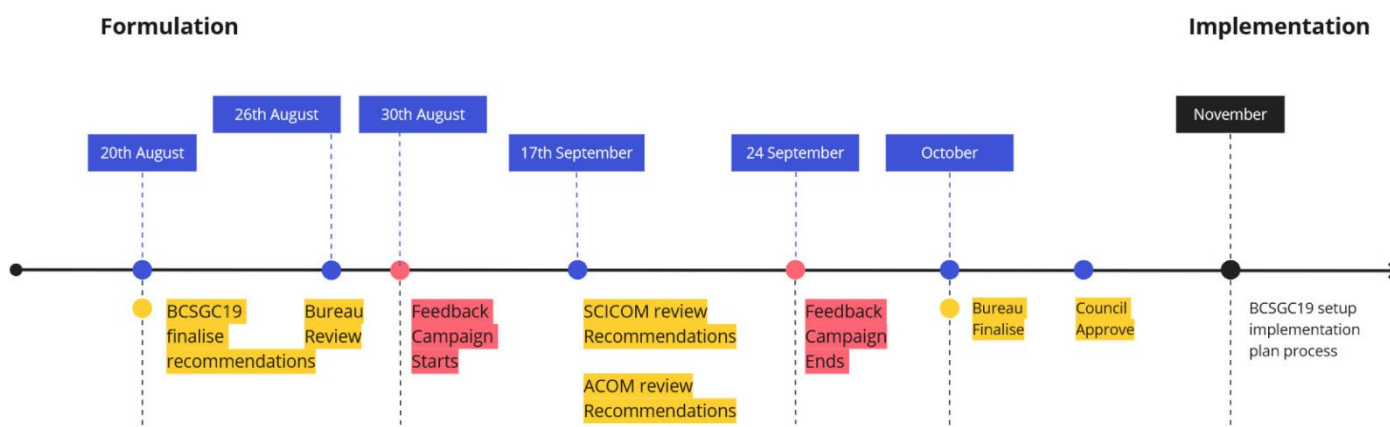 Formulation
Implementation
26th August
30th August
November
20th August
17th September
24 September
October
BCSGC19
finalise
recommendations
Bureau
Review
Feedback
Campaign
Starts
SCICOM review
Recommendations
ACOM review
Recommendations
Feedback
Campaign
Ends
Bureau
Finalise
Council
Approve
BCSGC19 setup
implementation
plan process